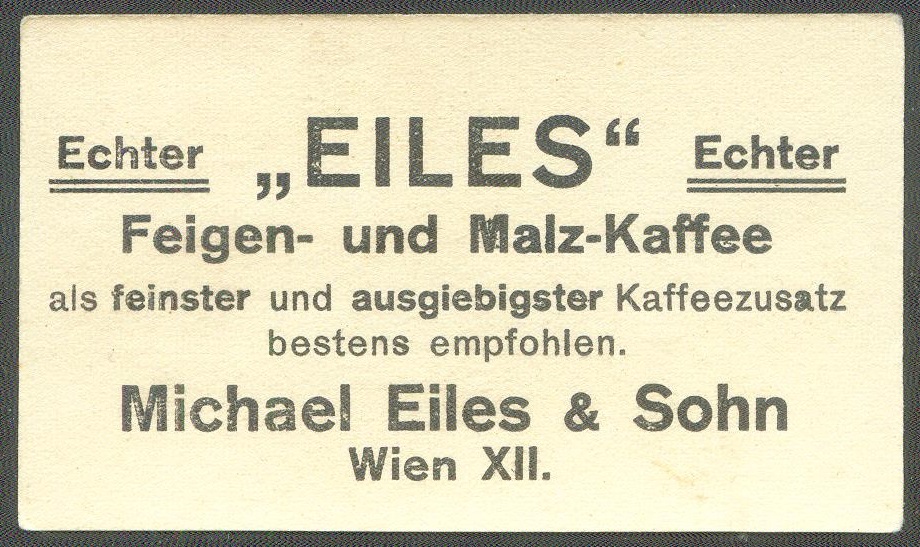 Echter „EILES“ Echter
Feigen- und Malz-Kaffee
als feinster und ausgiebigster Kaffeezusatz
bestens empfohlen.
Michael Eiles & Sohn
Wien XII.